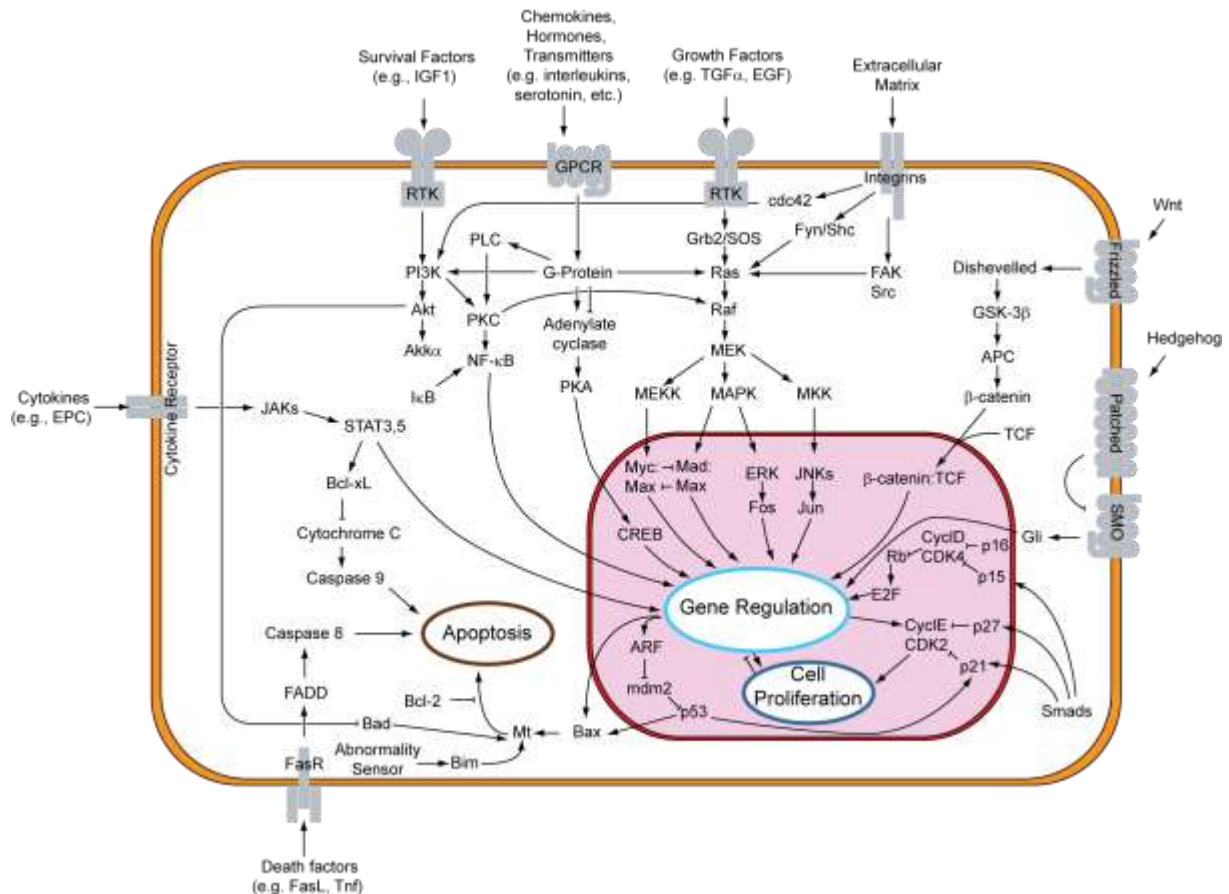 Chemokines,
Hormones,
Transmitters
(e.g. interleukins,
serotonin, etc.)
Survival Factors
(e.g., IGF1)
Growth Factors
(e.g. TGFα, EGF)
Extracellular
Matrix
RTK
GPCR
RTK
Integrins
cdc42
Fyn/Shc
Grb2/SOS
PLC
PI3K
G-Protein
Ras
FAK
Src
Akt
PKC
Adenylate
cyclase
Raf
Akkα
NF-κB
MEK
IκB
PKA
MEKK
MAPK
MKK
Wnt
Frizzled
Dishevelled
GSK-3β
APC
β-catenin
TCF
Hedgehog
Patched
SMO
Cytokines
(e.g., EPC)
Cytokine Receptor
JAKs
STAT3,5
Bcl-xL
Cytochrome C
Caspase 9
Caspase 8
Apoptosis
FADD
Bcl-2
Bad
Mt
Bax
Abnormality
Sensor
Bim
FasR
Death factors
(e.g. FasL, Tnf)
Myc: Mad:
Max Max
ERK
Fos
JNKs
Jun
β-catenin:TCF
CREB
Gli
CyclD
CDK4
p16
p15
Rb
E2F
Gene Regulation
CyclE
CDK2
p27
p21
ARF
mdm2
p53
Cell
Proliferation
Smads